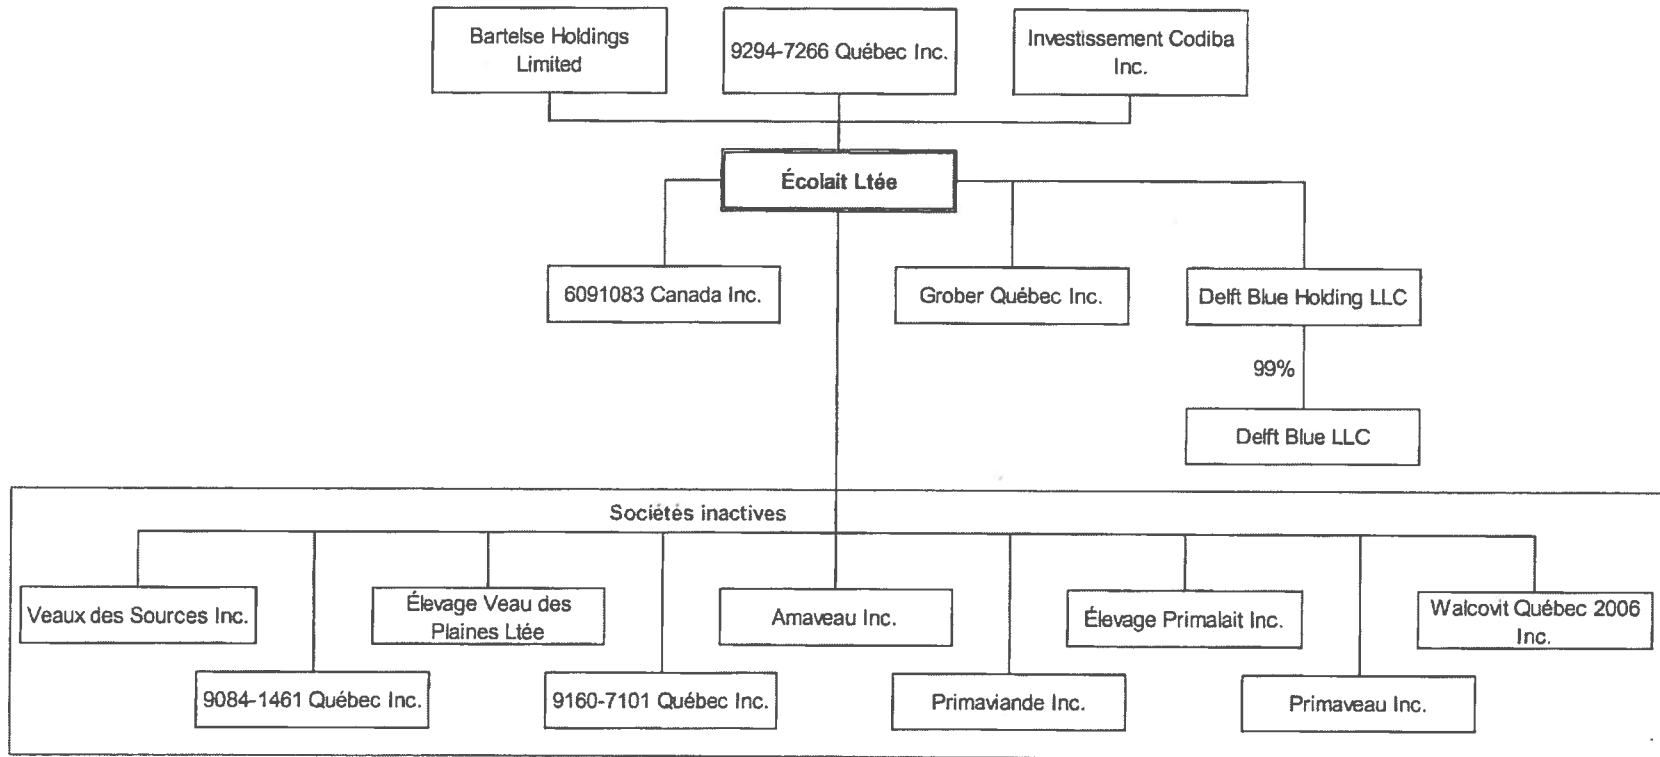 Bartelse Holdings
Limited
9294-7266 Québec Inc.
Investissement Codiba
Inc.
Écolait Ltée
6091083 Canada Inc.
Grober Québec Inc.
Delft Blue Holding LLC
99%
Delft Blue LLC
Sociétés inactives
Veaux des Sources Inc.
Élevage Veau des
Plaines Ltée
Amaveau Inc.
Élevage Primalait Inc.
Walcovit Québec 2006
Inc.
9084-1461 Québec Inc.
9160-7101 Québec Inc.
Primaviande Inc.
Primaveau Inc.